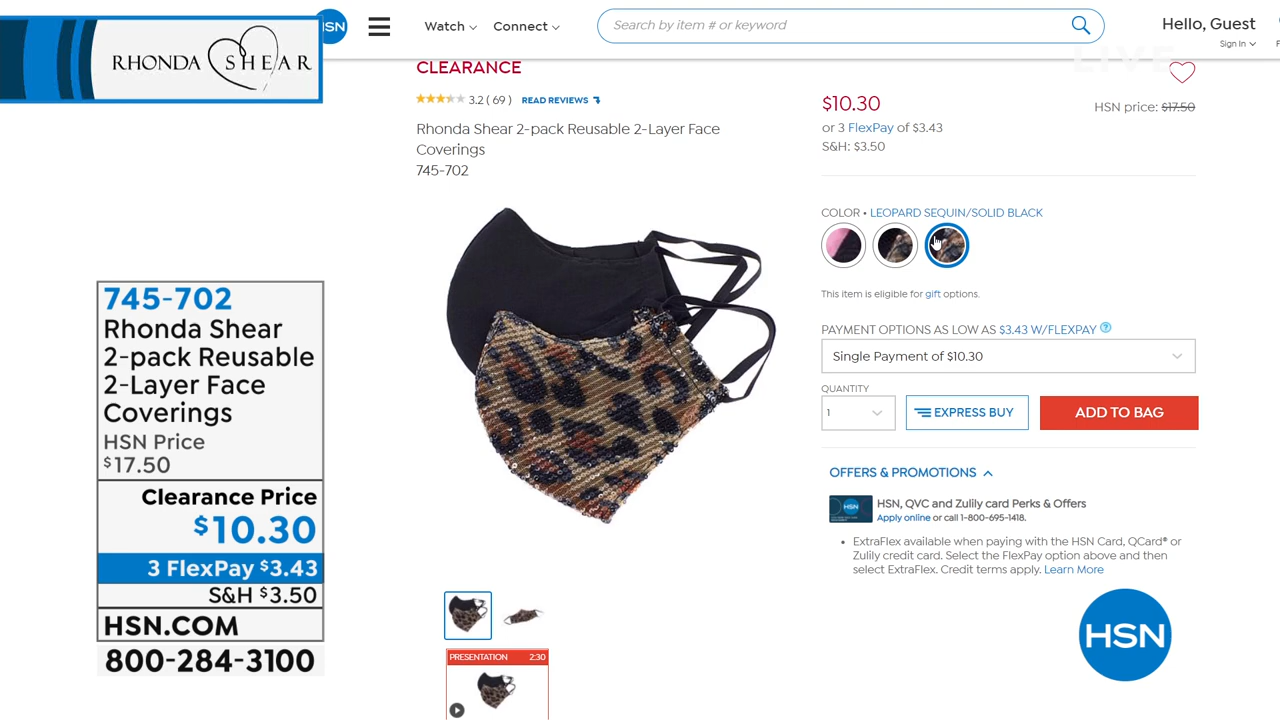 RHONDA SHEAR
HSN
Watch
Connect
Search by item # or keyword
Hello, Guest
Sign In
LIVE
CLEARANCE
3.2 ( 69 ) READ REVIEWS
Rhonda Shear 2-pack Reusable 2-Layer Face
Coverings
745-702
$10.30
HSN price: $17.50
or 3 FlexPay of $3.43
S&H: $3.50
COLOR • LEOPARD SEQUIN/SOLID BLACK
This item is eligible for gift options.
PAYMENT OPTIONS AS LOW AS $3.43 W/FLEXPAY ?
Single Payment of $10.30
QUANTITY
1
EXPRESS BUY
ADD TO BAG
OFFERS & PROMOTIONS
HSN
HSN, QVC and Zulily card Perks & Offers
Apply online or call 1-800-695-1418.
• ExtraFlex available when paying with the HSN Card, QCard® or
Zulily credit card. Select the FlexPay option above and then
select ExtraFlex. Credit terms apply. Learn More
745-702
Rhonda Shear
2-pack Reusable
2-Layer Face
Coverings
HSN Price
$17.50
Clearance Price
$10.30
3 FlexPay $3.43
S&H $3.50
HSN.COM
800-284-3100
PRESENTATION 2:30
HSN